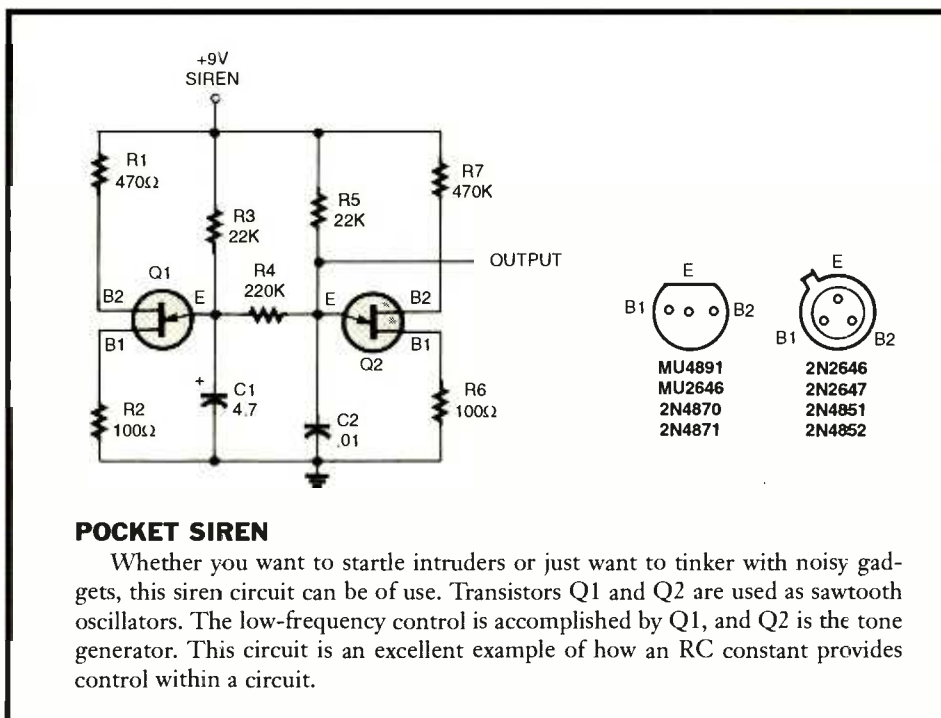 +9V
SIREN
R1
470Ω
R3
22K
R5
22K
R7
470K
OUTPUT
R4
220K
Q1
B2
E
B1
E
B2
B1
Q2
R2
100Ω
+
C1
4.7
C2
.01
R6
100Ω
E
B1
B2
MU4891
MU2646
2N4870
2N4871
E
B1
B2
2N2646
2N2647
2N4851
2N4852
POCKET SIREN
Whether you want to startle intruders or just want to tinker with noisy gad-
gets, this siren circuit can be of use. Transistors Q1 and Q2 are used as sawtooth
oscillators. The low-frequency control is accomplished by Q1, and Q2 is the tone
generator. This circuit is an excellent example of how an RC constant provides
control within a circuit.